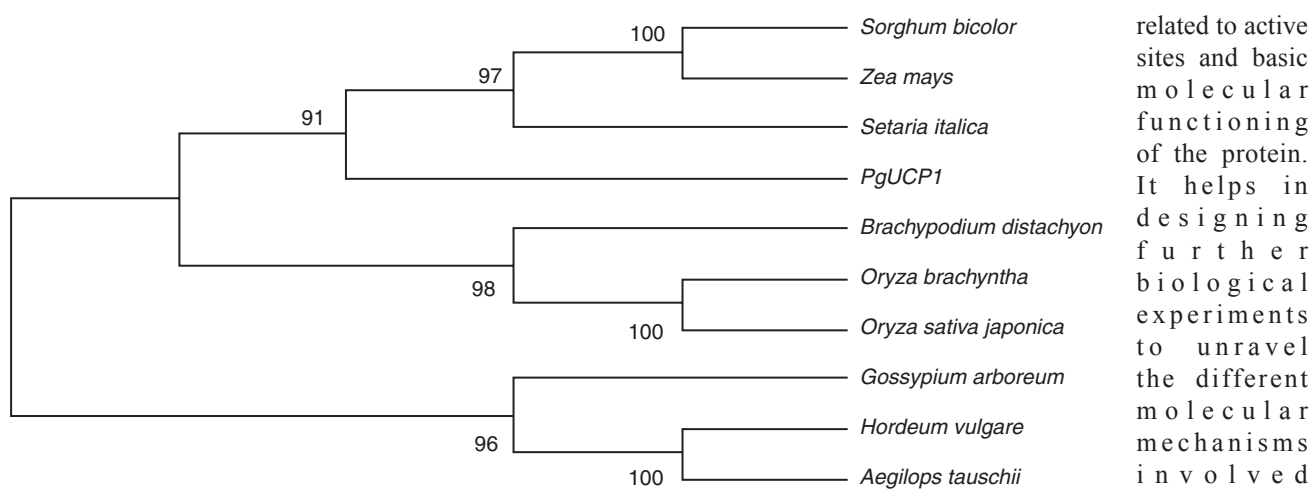 100
Sorghum bicolor
97
Zea mays
91
Setaria italica
PgUCP1
Brachypodium distachyon
98
Oryza brachyntha
100
Oryza sativa japonica
Gossypium arboreum
96
Hordeum vulgare
100
Aegilops tauschii
related to active
sites and basic
molecular
functioning
of the protein.
It helps in
designing
further
biological
experiments
to unravel
the different
molecular
mechanisms
involved